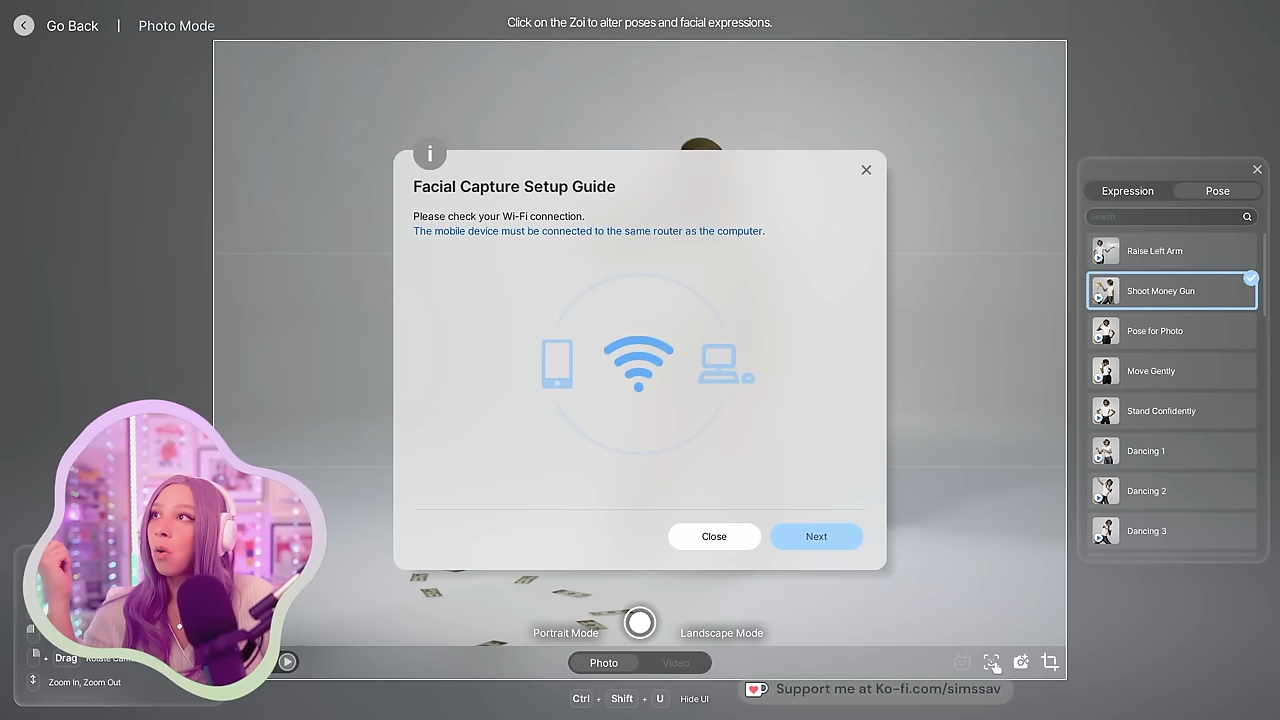 Go Back | Photo Mode
Click on the Zoi to alter poses and facial expressions.
i
Facial Capture Setup Guide
Please check your Wi-Fi connection.
The mobile device must be connected to the same router as the computer.
Close
Next
Expression
Pose
Search
Raise Left Arm
Shoot Money Gun
Pose for Photo
Move Gently
Stand Confidently
Dancing 1
Dancing 2
Dancing 3
Portrait Mode
Landscape Mode
Photo
Video
+ Drag
Zoom In, Zoom Out
Ctrl + Shift + U Hide UI
Support me at Ko-fi.com/simssav